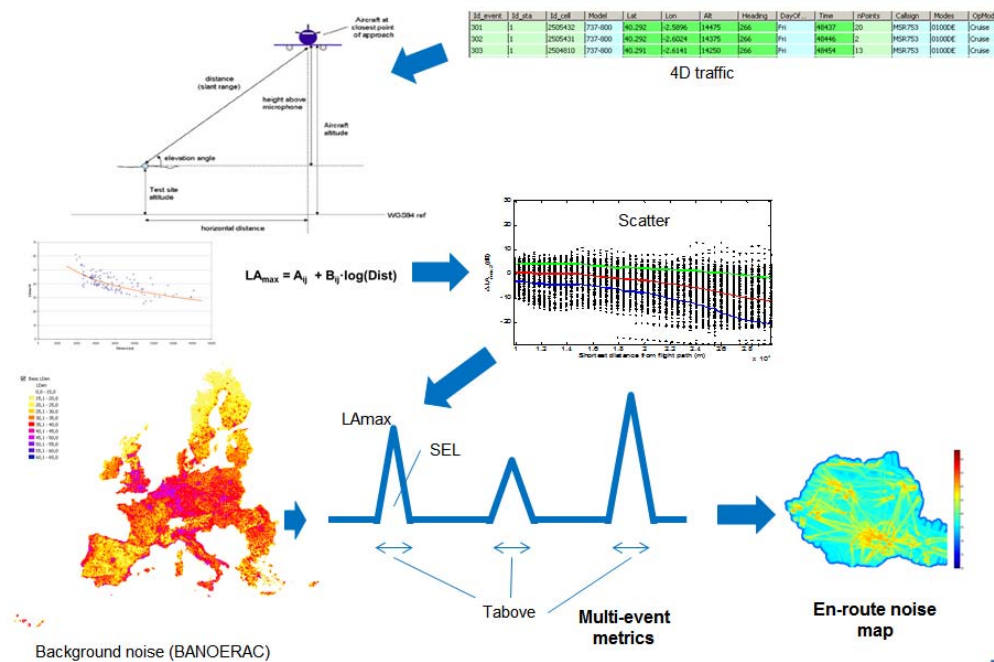 Id_event Id_sta Id_cell Model Lat Lon Alt Heading DayOf... Time nPoints Callsign Modes OpMod
301 1 2505432 737-800 40.292 -2.5896 14475 266 Fri 48437 20 MSR753 0100DE Cruise
302 1 2505431 737-800 40.292 -2.6024 14375 266 Fri 48446 2 MSR753 0100DE Cruise
303 1 2504810 737-800 40.291 -2.6141 14250 266 Fri 48454 13 MSR753 0100DE Cruise
4D traffic
Aircraft at
closest point
of approach
distance
(slant range)
height above
microphone
Aircraft
altitude
elevation angle
Test site
altitude
WGS84 ref
horizontal distance
LAmax = Aij + Bij·log(Dist)
Scatter
Shortest distance from flight path (m)
x 10⁴
LDen
LAmax
SEL
Tabove
Multi-event
metrics
En-route noise
map
Background noise (BANOERAC)